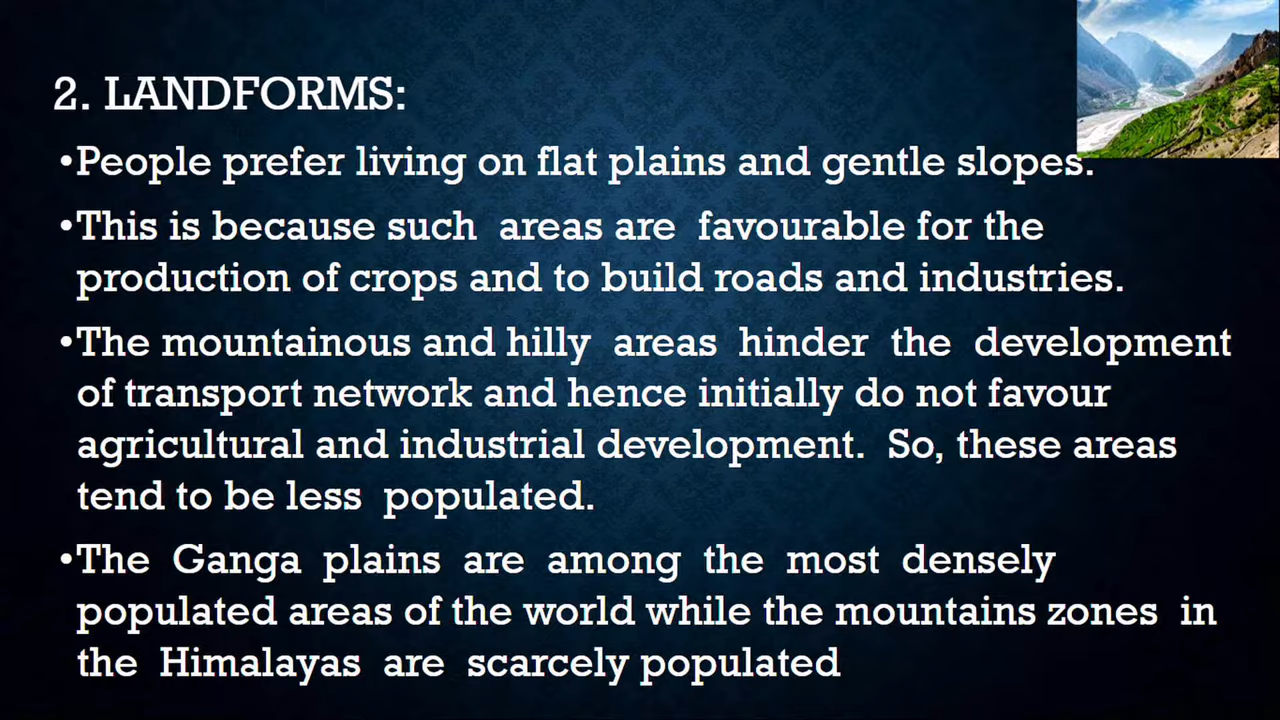 2. LANDFORMS:
•People prefer living on flat plains and gentle slopes.
•This is because such areas are favourable for the
production of crops and to build roads and industries.
•The mountainous and hilly areas hinder the development
of transport network and hence initially do not favour
agricultural and industrial development. So, these areas
tend to be less populated.
•The Ganga plains are among the most densely
populated areas of the world while the mountains zones in
the Himalayas are scarcely populated